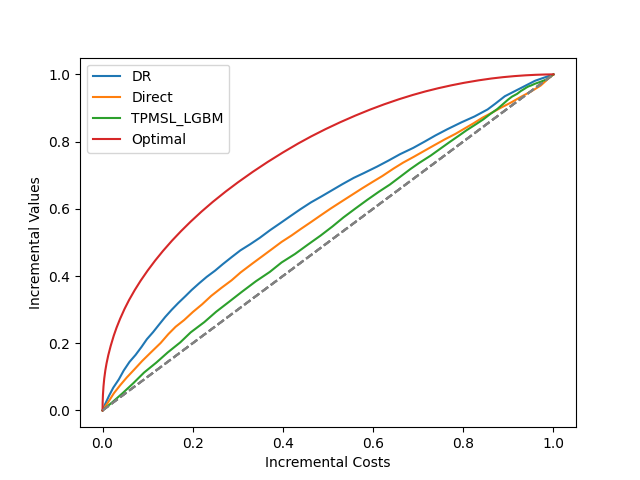 DR
Direct
TPMSL_LGBM
Optimal
1.0
0.8
0.6
0.4
0.2
0.0
Incremental Values
0.0 0.2 0.4 0.6 0.8 1.0
Incremental Costs